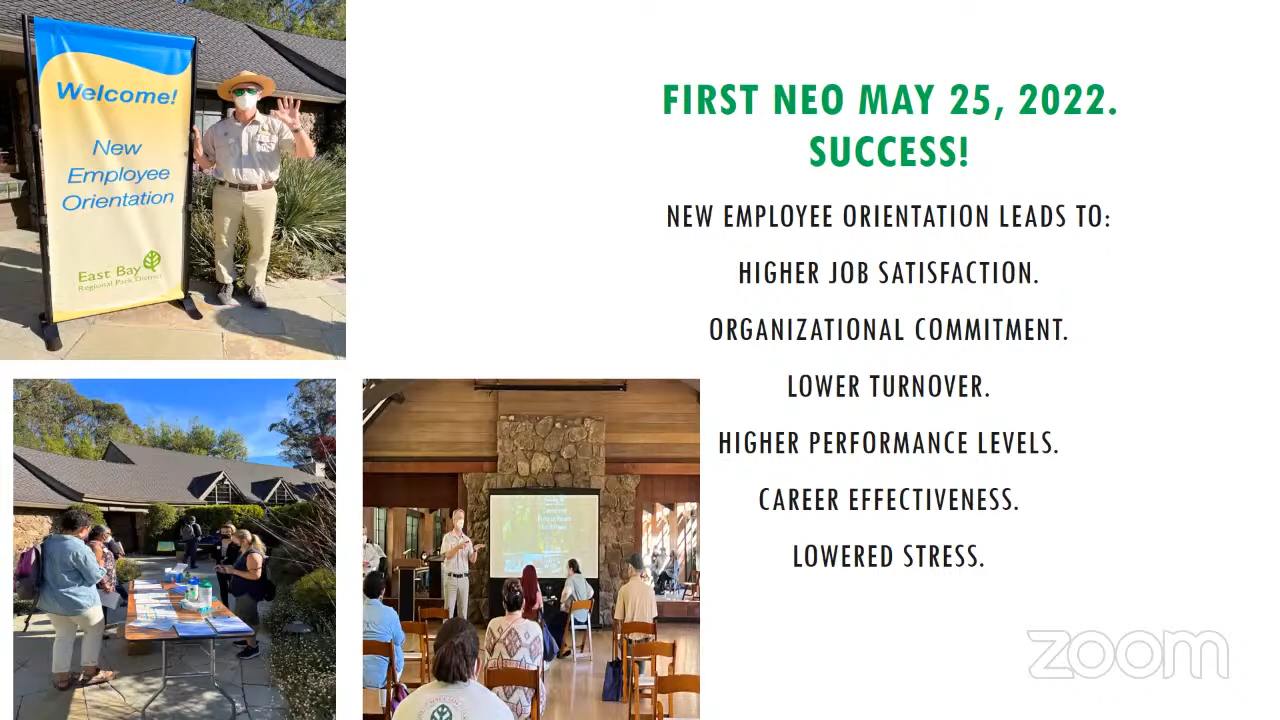 Welcome!
New
Employee
Orientation
East Bay
Regional Park District
FIRST NEO MAY 25, 2022.
SUCCESS!
NEW EMPLOYEE ORIENTATION LEADS TO:
HIGHER JOB SATISFACTION.
ORGANIZATIONAL COMMITMENT.
LOWER TURNOVER.
HIGHER PERFORMANCE LEVELS.
CAREER EFFECTIVENESS.
LOWERED STRESS.
zoom